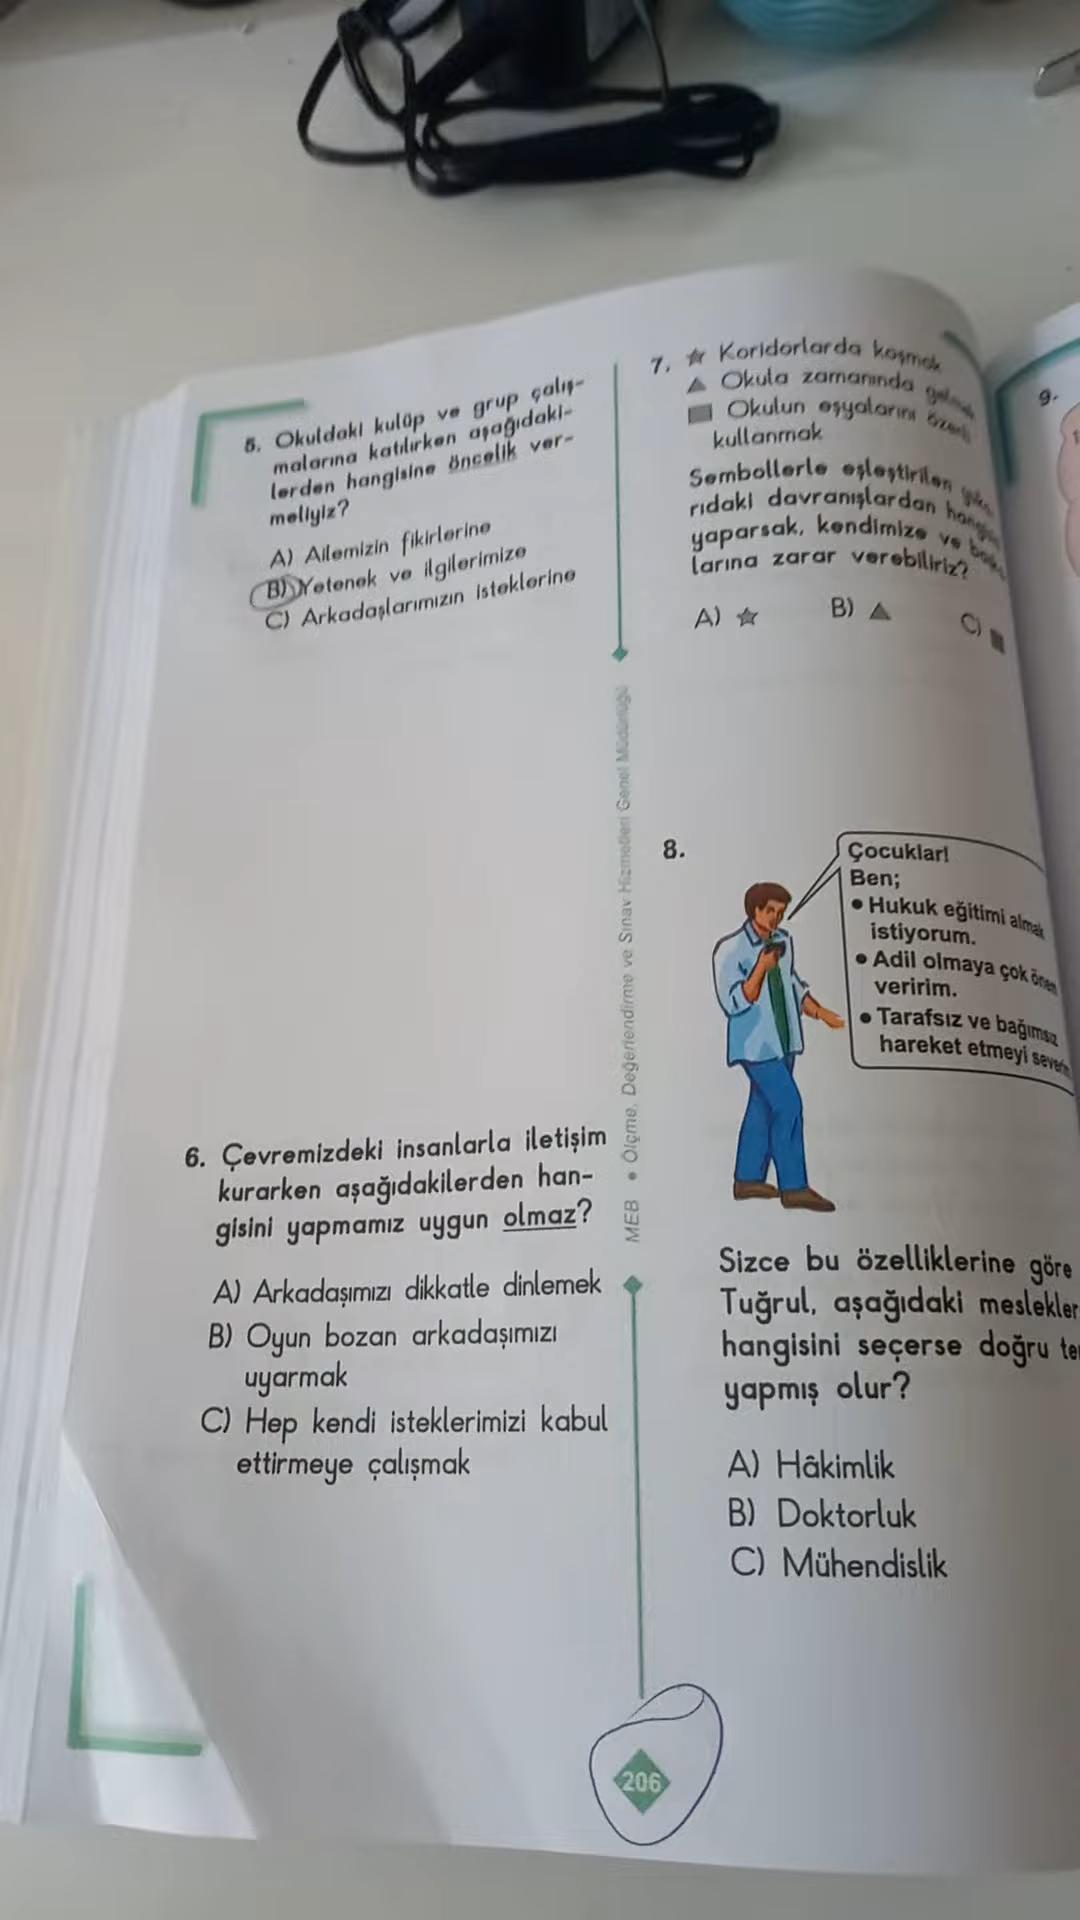 5. Okuldaki kulüp ve grup çalış-
malarına katılırken aşağıdaki-
lerden hangisine öncelik ver-
meliyiz?
A) Ailemizin fikirlerine
B) Yetenek ve ilgilerimize
C) Arkadaşlarımızın isteklerine
6. Çevremizdeki insanlarla iletişim
kurarken aşağıdakilerden han-
gisini yapmamız uygun olmaz?
A) Arkadaşımızı dikkatle dinlemek
B) Oyun bozan arkadaşımızı
uyarmak
C) Hep kendi isteklerimizi kabul
ettirmeye çalışmak
MEB • Ölçme, Değerlendirme ve Sınav Hizmetleri Genel Müdürlüğü
7. ☆ Koridorlarda koşmak
▲ Okula zamanında gelmek
■ Okulun eşyalarını özenli
kullanmak
Sembollerle eşleştirilen
rıdaki davranışlardan
yaparsak, kendimize ve
larına zarar verebiliriz?
A) ☆ B) ▲ C) ■
8.
Çocuklar!
Ben;
• Hukuk eğitimi almak
istiyorum.
• Adil olmaya çok önem
veririm.
• Tarafsız ve bağımsız
hareket etmeyi severim
Sizce bu özelliklerine göre
Tuğrul, aşağıdaki meslekler
hangisini seçerse doğru
yapmış olur?
A) Hâkimlik
B) Doktorluk
C) Mühendislik
206
9.